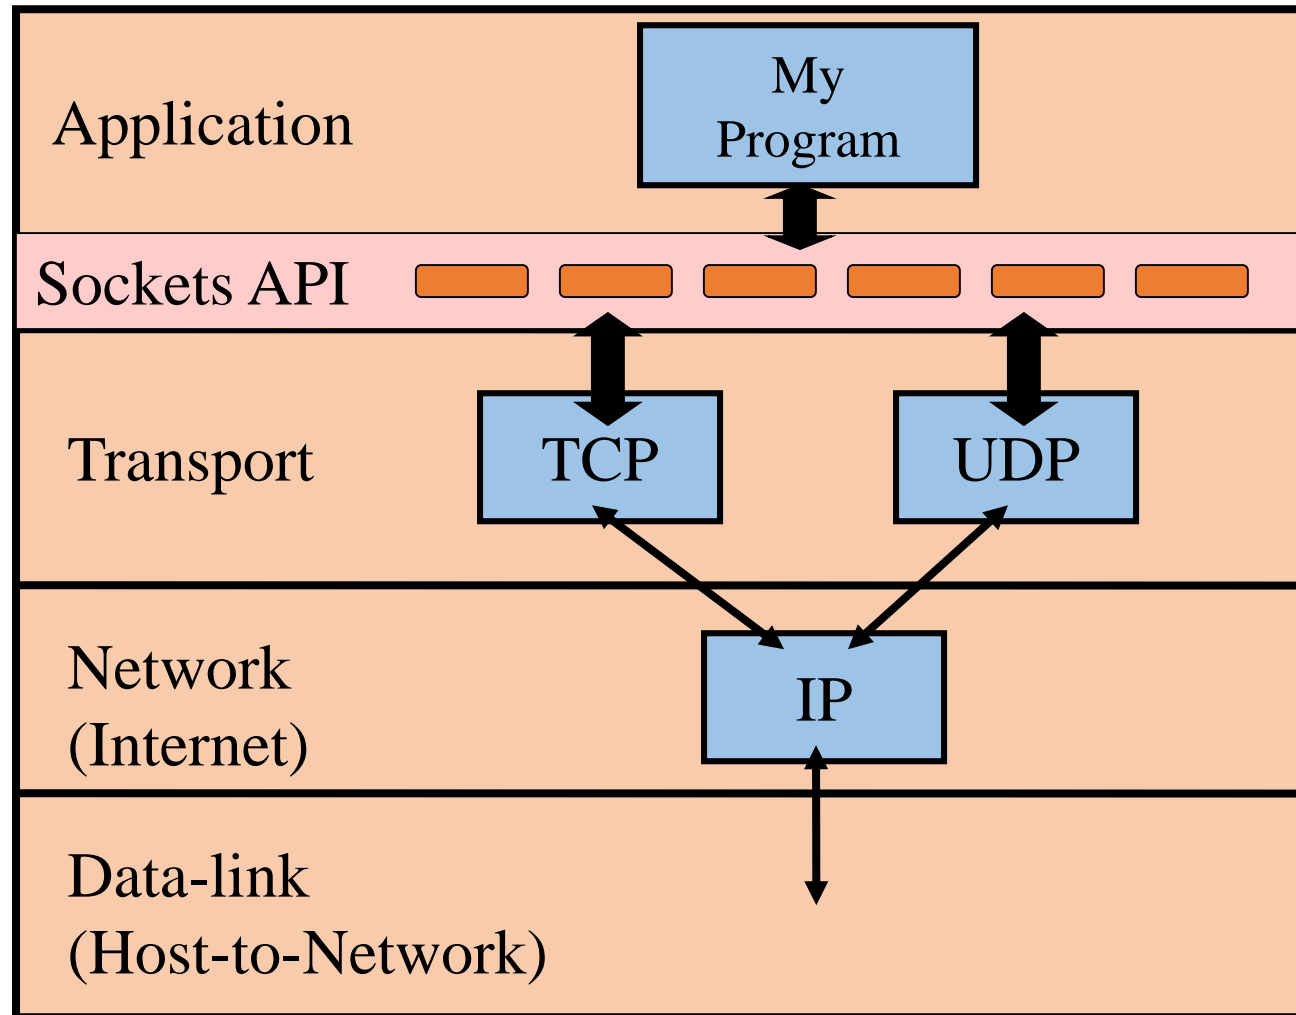 My
Program
Application
Sockets API
Transport
TCP
UDP
Network
(Internet)
IP
Data-link
(Host-to-Network)